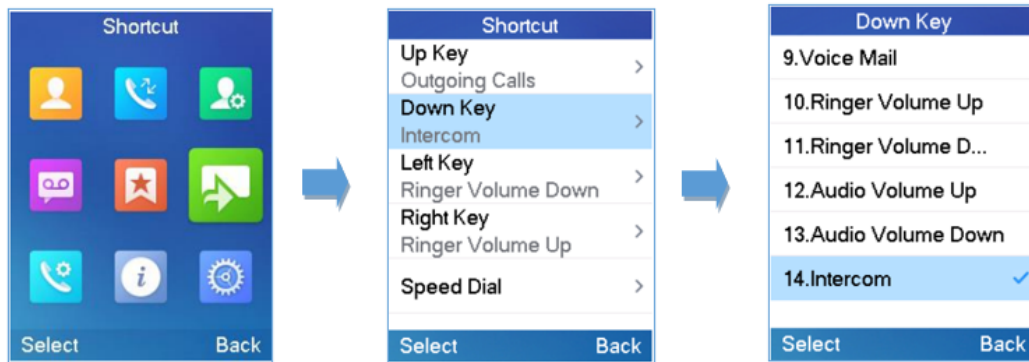 Shortcut
Select Back
Shortcut
Up Key
Outgoing Calls
Down Key
Intercom
Left Key
Ringer Volume Down
Right Key
Ringer Volume Up
Speed Dial
Select Back
Down Key
9.Voice Mail
10.Ringer Volume Up
11.Ringer Volume D...
12.Audio Volume Up
13.Audio Volume Down
14.Intercom
Select Back